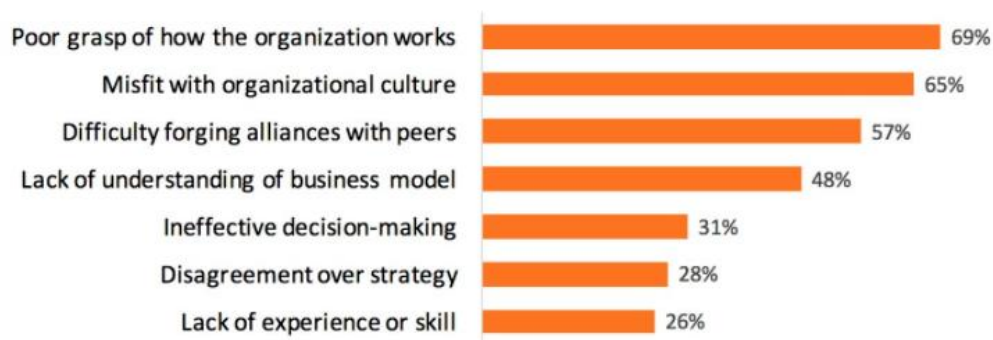 Poor grasp of how the organization works 69%
Misfit with organizational culture 65%
Difficulty forging alliances with peers 57%
Lack of understanding of business model 48%
Ineffective decision-making 31%
Disagreement over strategy 28%
Lack of experience or skill 26%